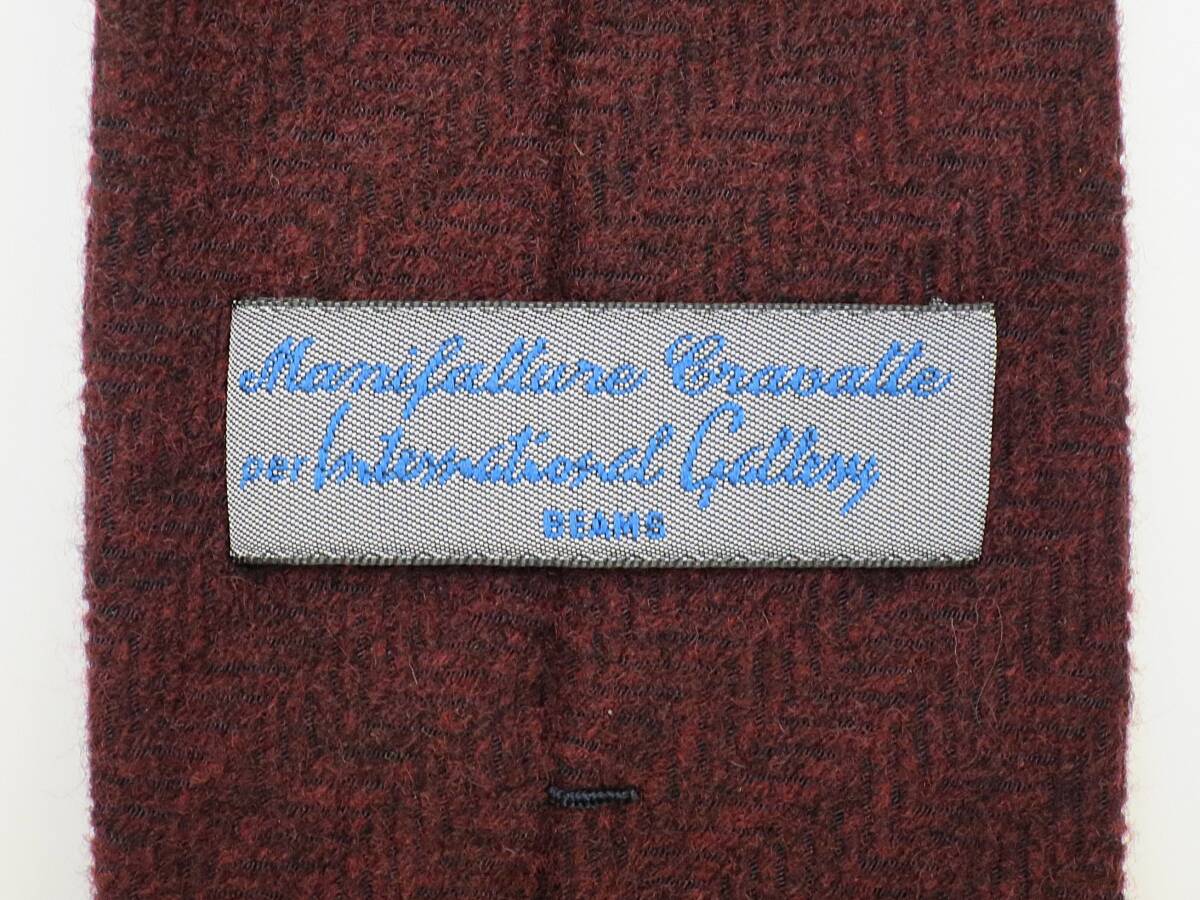 Manifatture Cravatte
per International Gallery
BEAMS